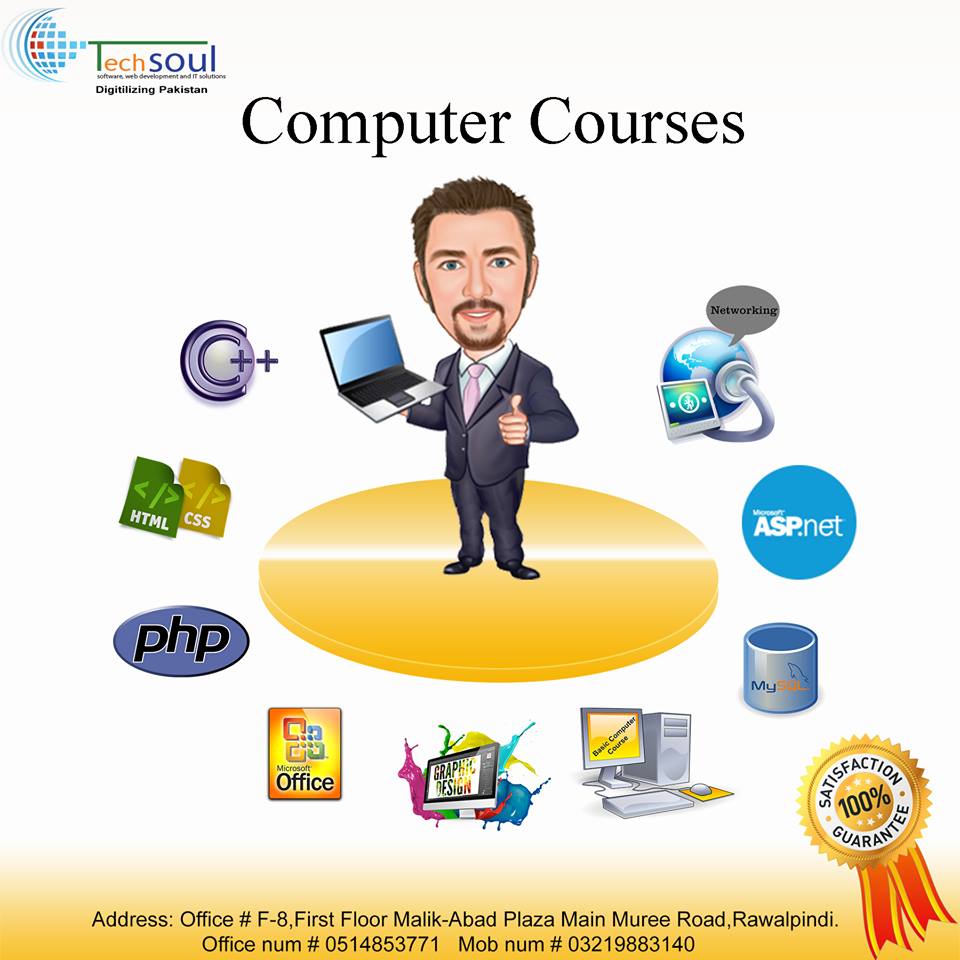 Techsoul
software, web development and IT solutions
Digitilizing Pakistan
Computer Courses
Networking
C++
HTML
CSS
Microsoft
ASP.net
php
MySQL
Microsoft
Office
GRAPHIC
DESIGN
Basic Computer
Course
SATISFACTION
100%
GUARANTEE
Address: Office # F-8,First Floor Malik-Abad Plaza Main Muree Road,Rawalpindi.
Office num # 0514853771 Mob num # 03219883140